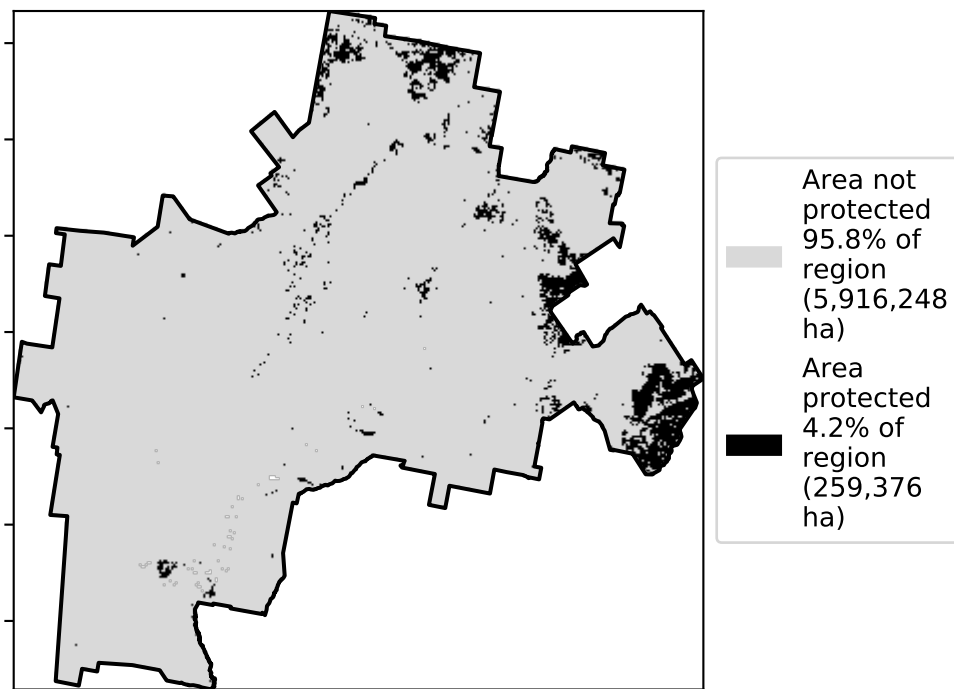 Area not
protected
95.8% of
region
(5,916,248
ha)
Area
protected
4.2% of
region
(259,376
ha)